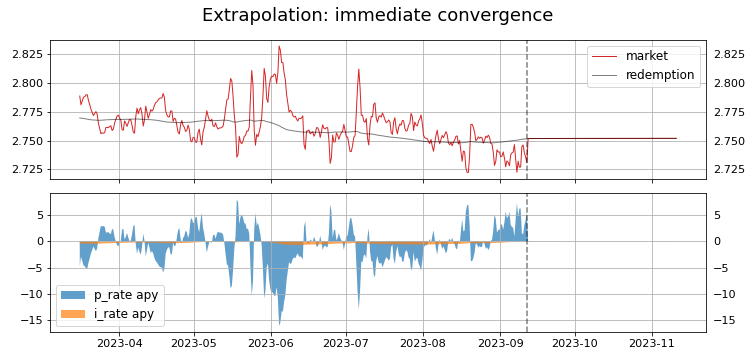 Extrapolation: immediate convergence
2.825 2.825
2.800 2.800
2.775 2.775
2.750 2.750
2.725 2.725
market
redemption
5 5
0 0
−5 −5
−10 −10
−15 −15
p_rate apy
i_rate apy
2023-04 2023-05 2023-06 2023-07 2023-08 2023-09 2023-10 2023-11